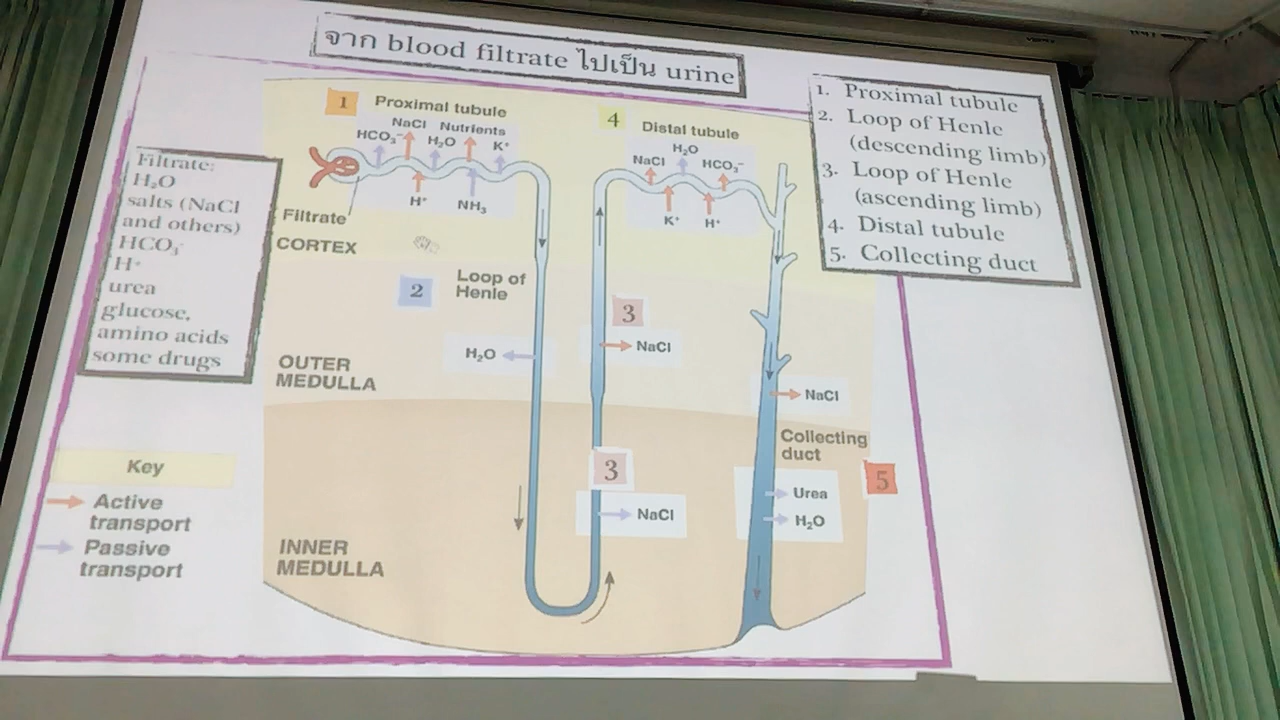 จาก blood filtrate ไปเป็น urine
1. Proximal tubule
2. Loop of Henle
(descending limb)
3. Loop of Henle
(ascending limb)
4. Distal tubule
5. Collecting duct
Filtrate:
H₂O
salts (NaCl
and others)
HCO₃⁻
H⁺
urea
glucose,
amino acids
some drugs
1 Proximal tubule
NaCl Nutrients
HCO₃⁻ H₂O K⁺
H⁺ NH₃
Filtrate
CORTEX
4 Distal tubule
H₂O
NaCl HCO₃⁻
K⁺ H⁺
2 Loop of
Henle
3
H₂O
NaCl
OUTER
MEDULLA
NaCl
Collecting
duct
3
5
NaCl
Urea
H₂O
INNER
MEDULLA
Key
Active
transport
Passive
transport